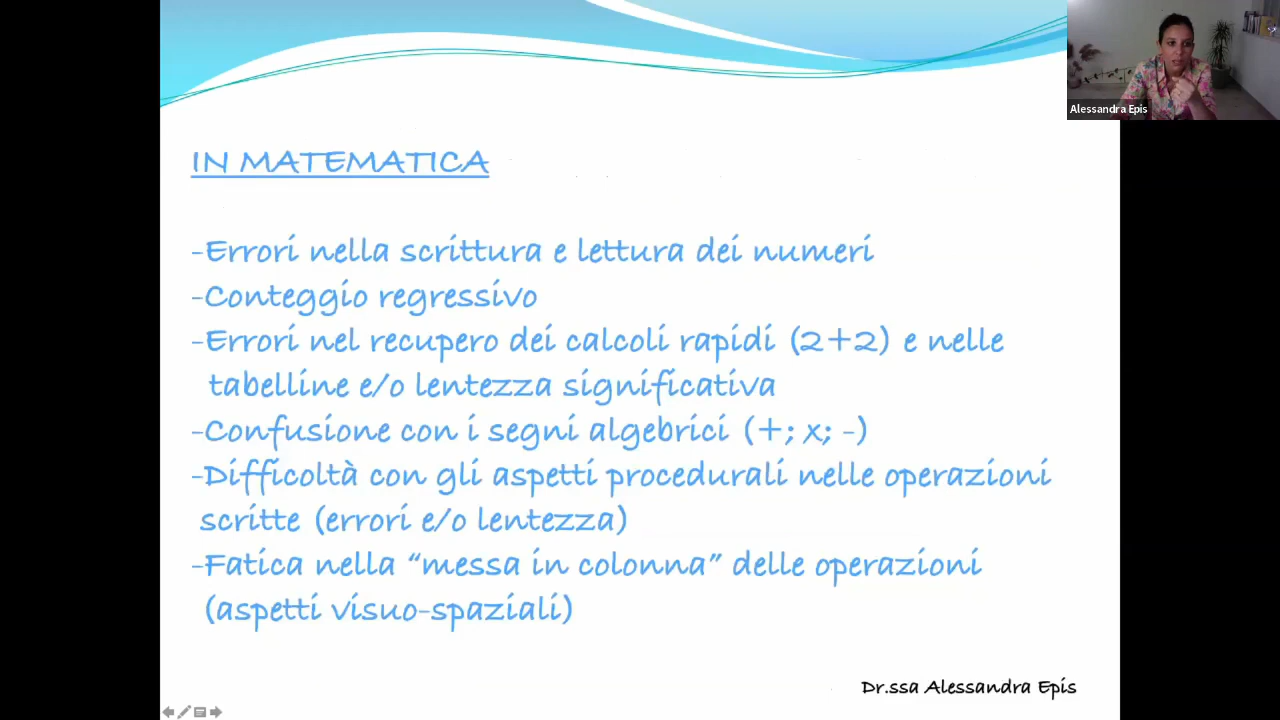 Alessandra Epis
IN MATEMATICA
-Errori nella scrittura e lettura dei numeri
-Conteggio regressivo
-Errori nel recupero dei calcoli rapidi (2+2) e nelle
tabelline e/o lentezza significativa
-Confusione con i segni algebrici (+; x; -)
-Difficoltà con gli aspetti procedurali nelle operazioni
scritte (errori e/o lentezza)
-Fatica nella “messa in colonna” delle operazioni
(aspetti visuo-spaziali)
Dr.ssa Alessandra Epis